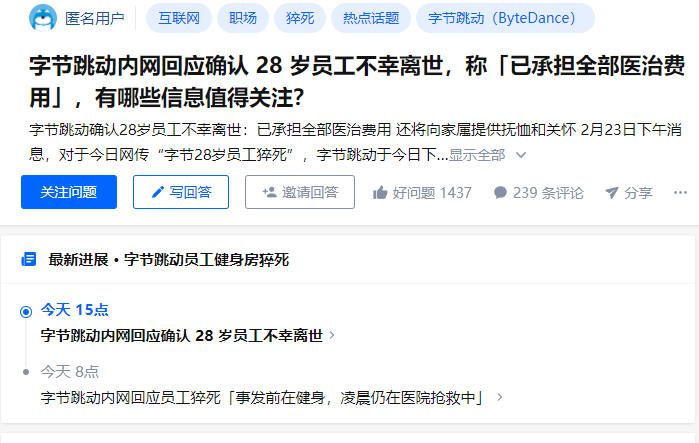 匿名用户 互联网 职场 猝死 热点话题 字节跳动（ByteDance）
字节跳动内网回应确认 28 岁员工不幸离世，称「已承担全部医治费
用」，有哪些信息值得关注？
字节跳动确认28岁员工不幸离世：已承担全部医治费用 还将向家属提供抚恤和关怀 2月23日下午消
息，对于今日网传“字节28岁员工猝死”，字节跳动于今日下...显示全部
关注问题 写回答 邀请回答 好问题 1437 239 条评论 分享
最新进展 · 字节跳动员工健身房猝死
今天 15点
字节跳动内网回应确认 28 岁员工不幸离世
今天 8点
字节跳动内网回应员工猝死「事发前在健身，凌晨仍在医院抢救中」